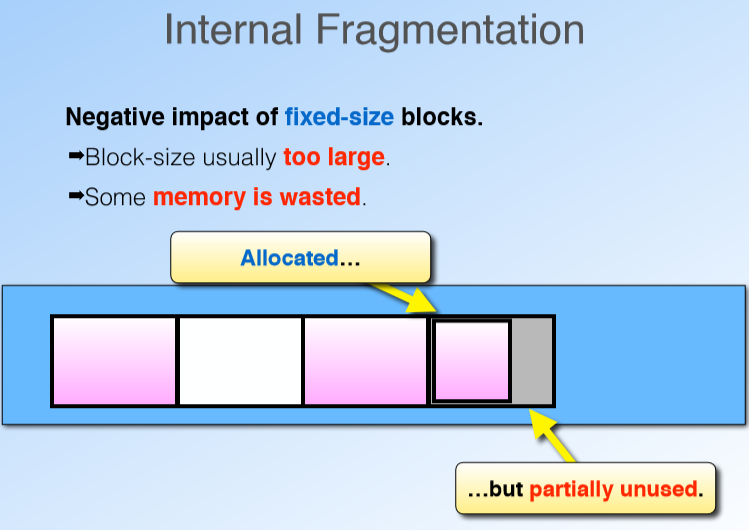 Internal Fragmentation
Negative impact of fixed-size blocks.
➡Block-size usually too large.
➡Some memory is wasted.
Allocated…
…but partially unused.